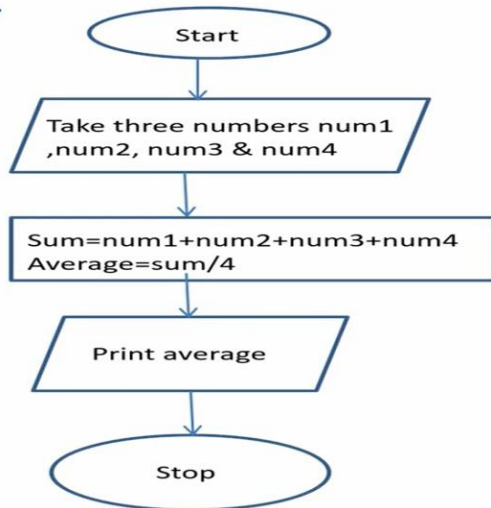 Start
Take three numbers num1
,num2, num3 & num4
Sum=num1+num2+num3+num4
Average=sum/4
Print average
Stop